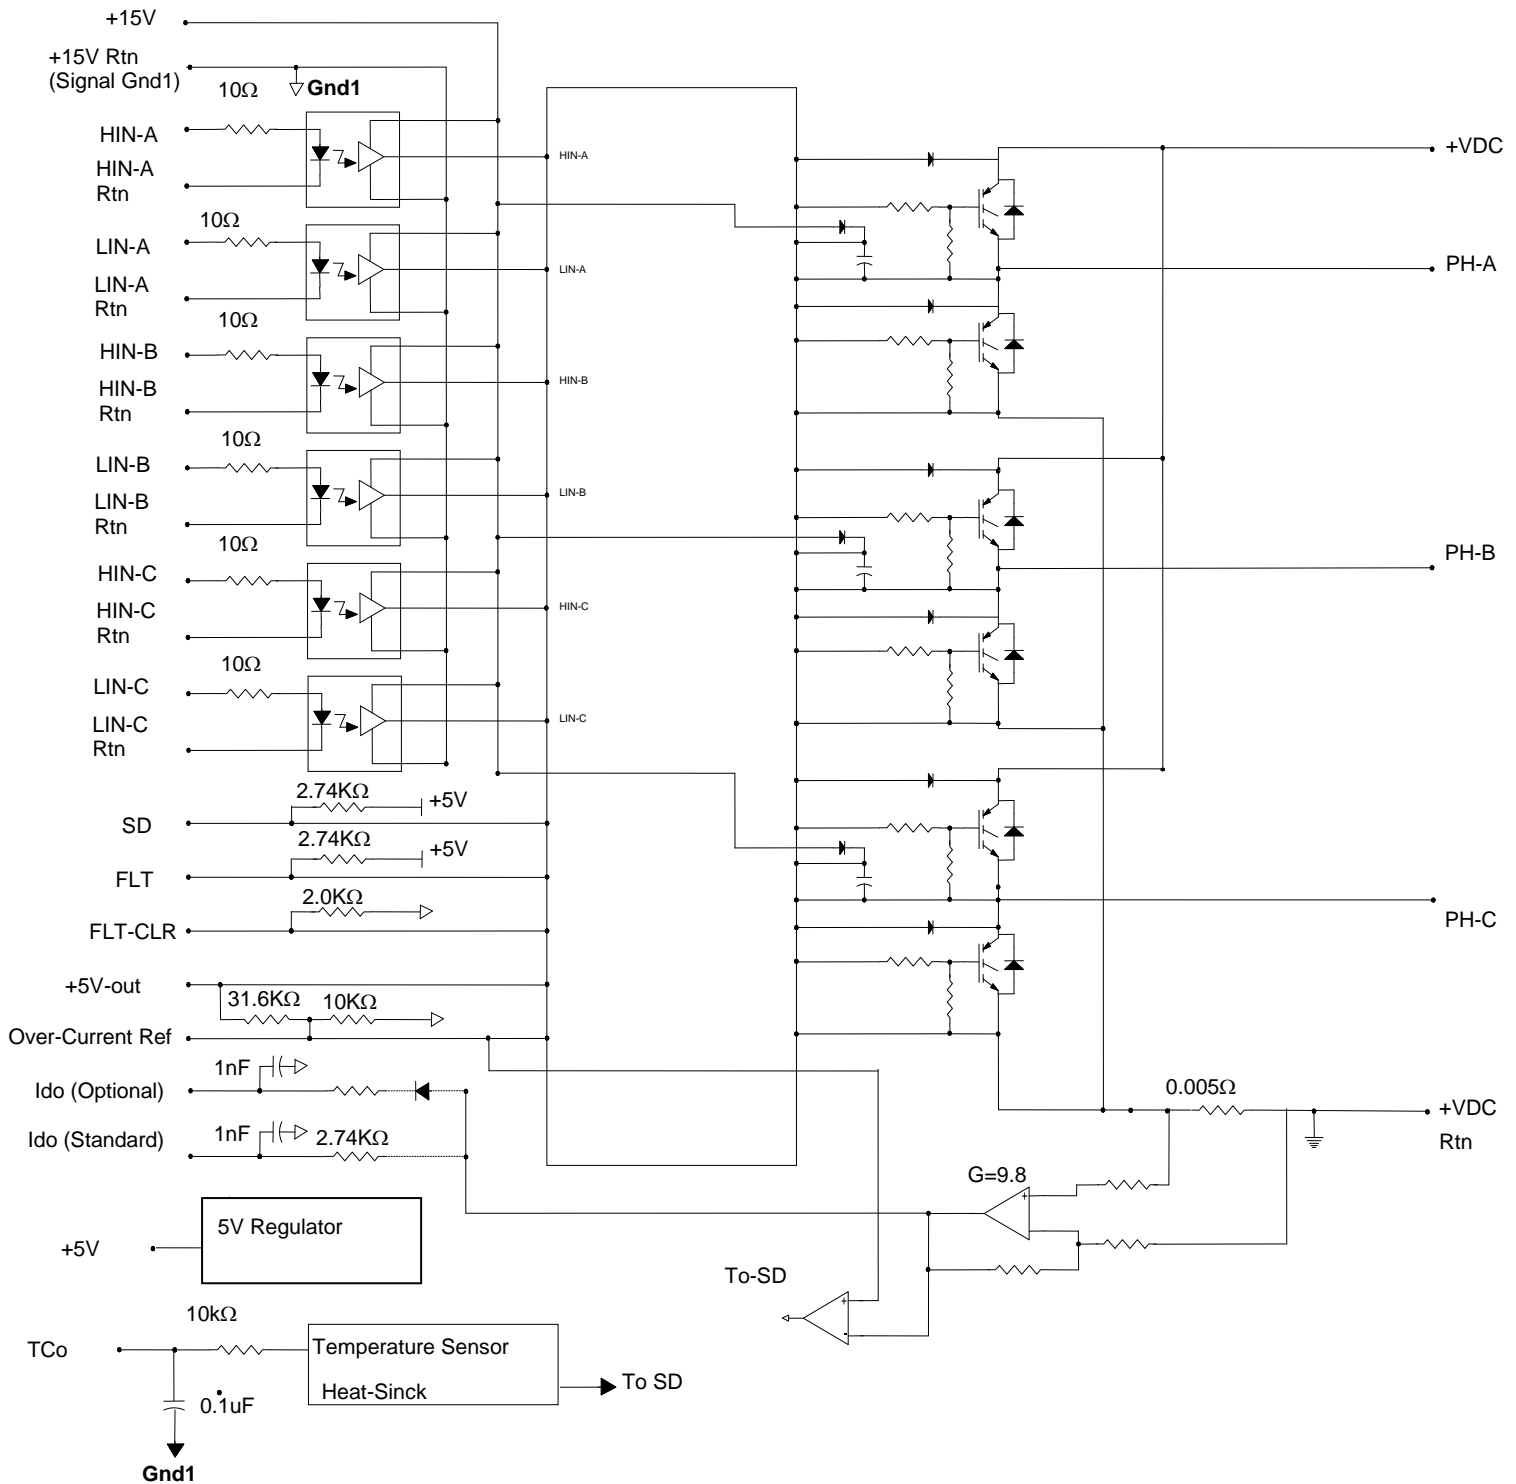 +15V
+15V Rtn
(Signal Gnd1)
Gnd1
10Ω
HIN-A
HIN-A
Rtn
HIN-A
10Ω
LIN-A
LIN-A
Rtn
LIN-A
10Ω
HIN-B
HIN-B
Rtn
HIN-B
10Ω
LIN-B
LIN-B
Rtn
LIN-B
10Ω
HIN-C
HIN-C
Rtn
HIN-C
10Ω
LIN-C
LIN-C
Rtn
LIN-C
+VDC
PH-A
PH-B
PH-C
2.74KΩ
+5V
SD
2.74KΩ
+5V
FLT
2.0KΩ
FLT-CLR
+5V-out
31.6KΩ
10KΩ
Over-Current Ref
1nF
Ido (Optional)
1nF
2.74KΩ
Ido (Standard)
0.005Ω
+VDC
Rtn
G=9.8
+
5V Regulator
+5V
To-SD
+
-
10kΩ
TCo
Temperature Sensor
Heat-Sinck
To SD
0.1uF
Gnd1